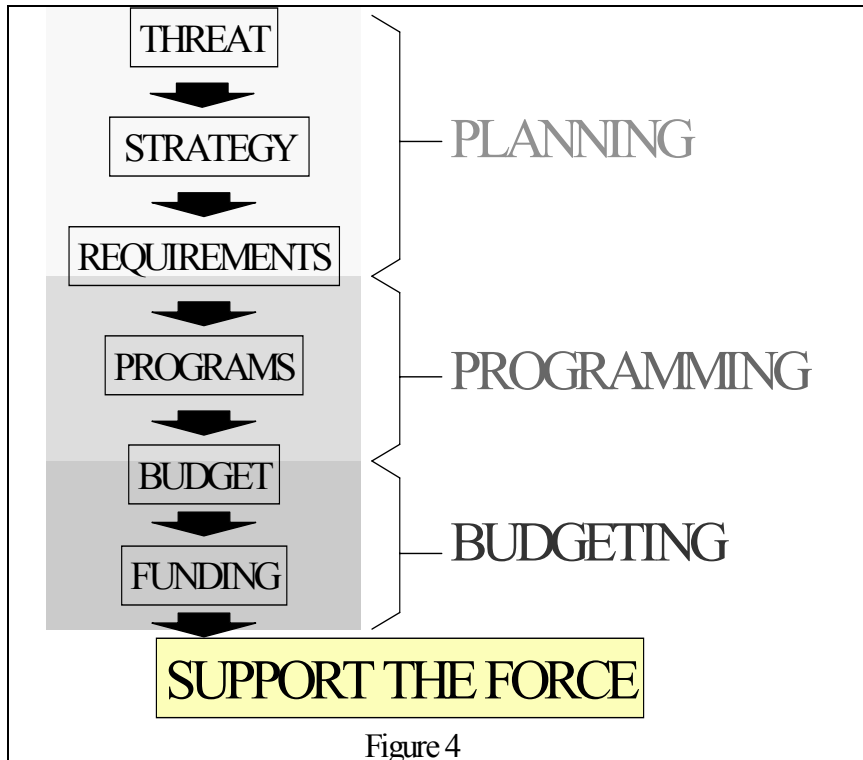 THREAT
STRATEGY
PLANNING
REQUIREMENTS
PROGRAMS
PROGRAMMING
BUDGET
FUNDING
BUDGETING
SUPPORT THE FORCE
Figure 4